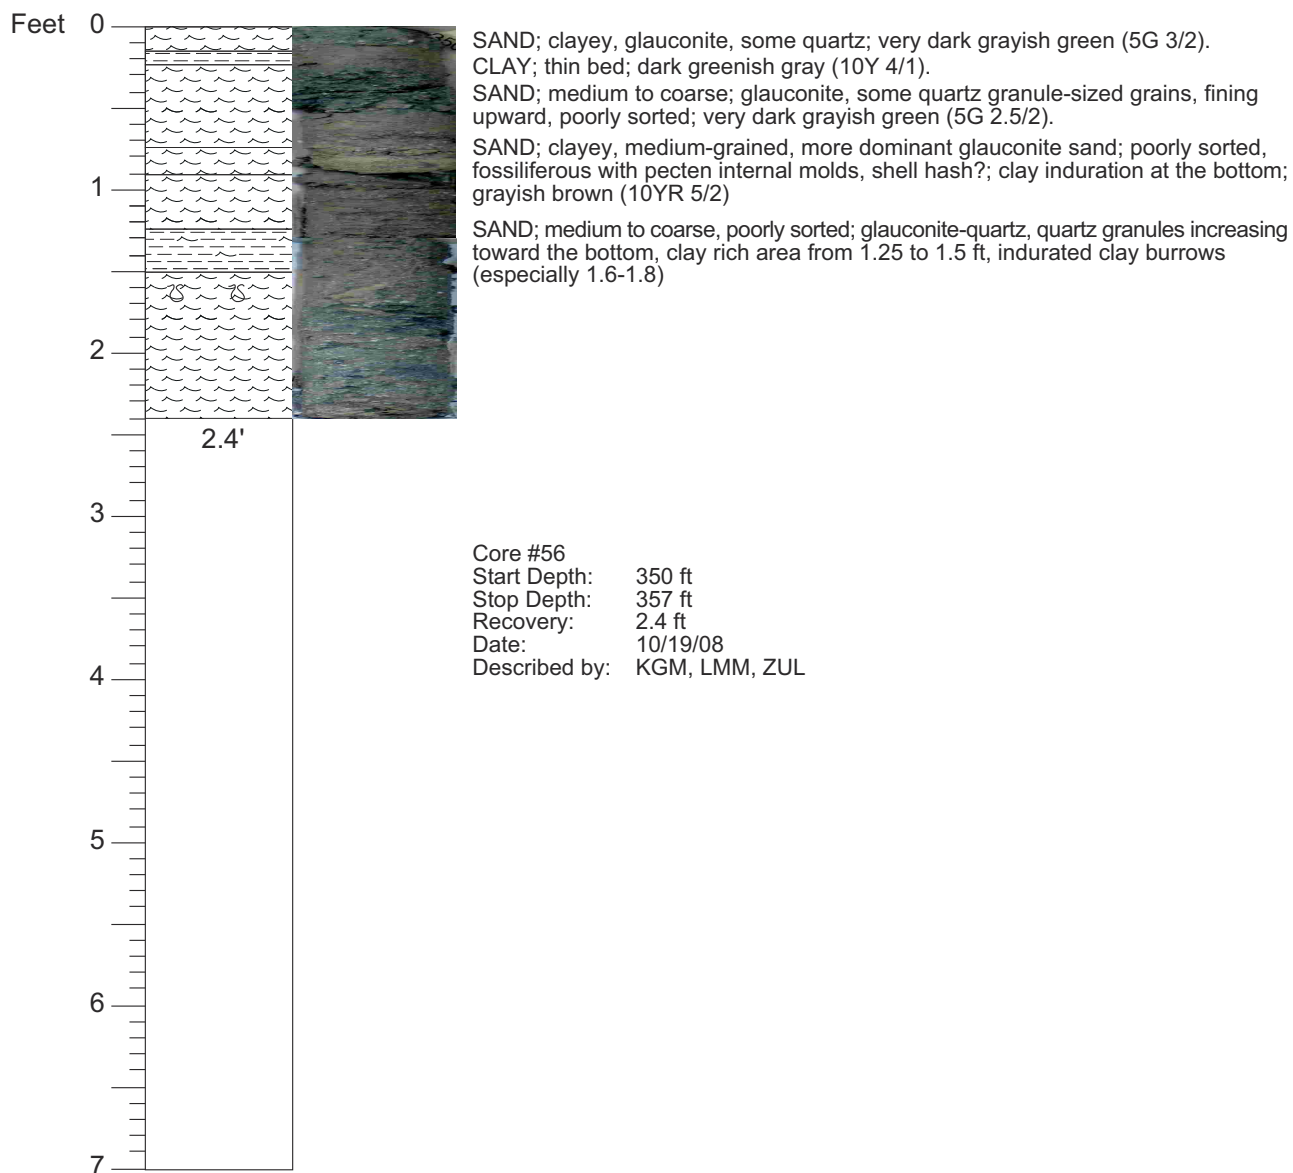 Feet 0
SAND; clayey, glauconite, some quartz; very dark grayish green (5G 3/2).
CLAY; thin bed; dark greenish gray (10Y 4/1).
SAND; medium to coarse; glauconite, some quartz granule-sized grains, fining
upward, poorly sorted; very dark grayish green (5G 2.5/2).
SAND; clayey, medium-grained, more dominant glauconite sand; poorly sorted,
fossiliferous with pecten internal molds, shell hash?; clay induration at the bottom;
grayish brown (10YR 5/2)
1
SAND; medium to coarse, poorly sorted; glauconite-quartz, quartz granules increasing
toward the bottom, clay rich area from 1.25 to 1.5 ft, indurated clay burrows
(especially 1.6-1.8)
2
2.4'
3
Core #56
Start Depth: 350 ft
Stop Depth: 357 ft
Recovery: 2.4 ft
Date: 10/19/08
Described by: KGM, LMM, ZUL
4
5
6
7